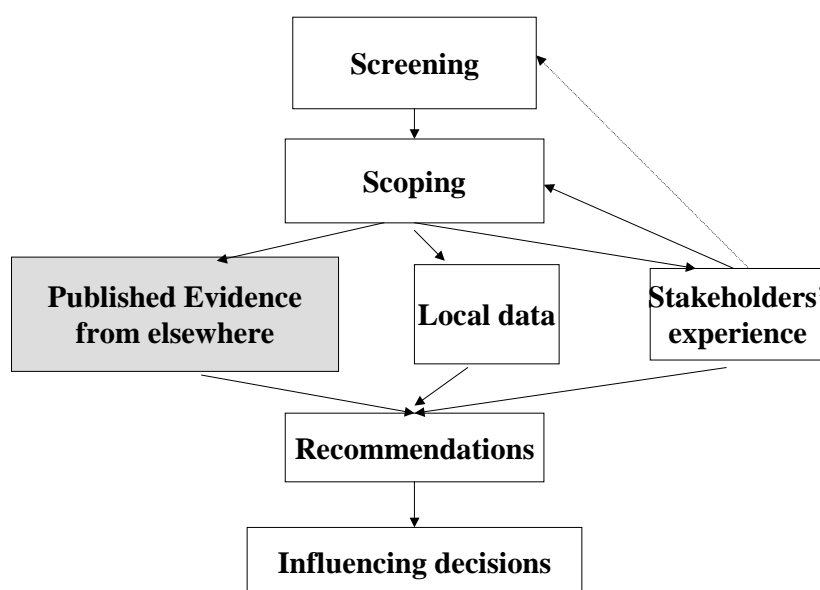 Screening
Scoping
Published Evidence
from elsewhere
Local data
Stakeholders'
experience
Recommendations
Influencing decisions